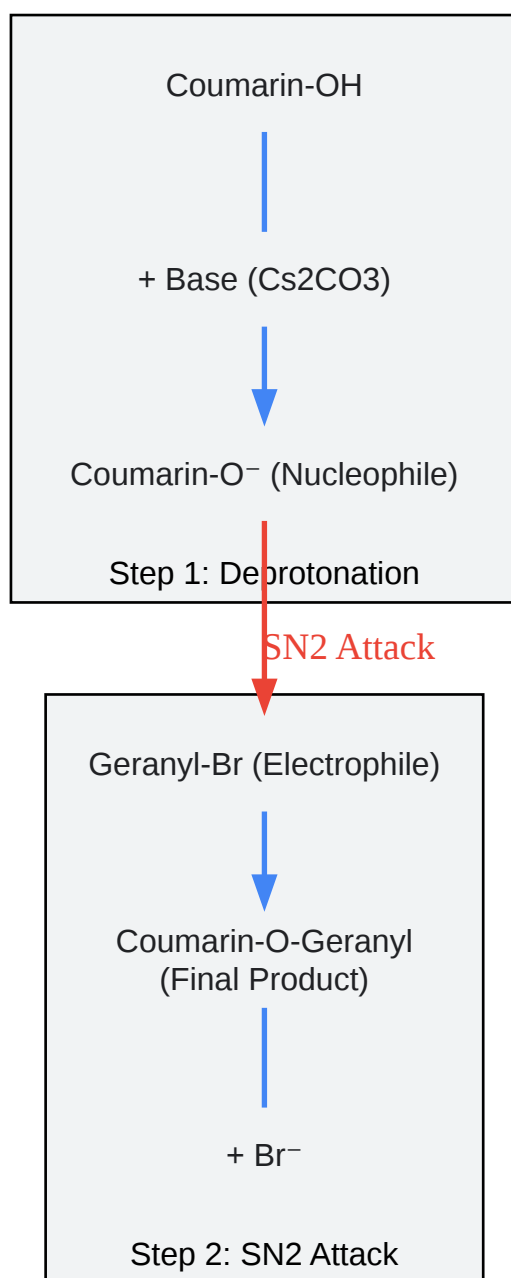 Coumarin-OH
+ Base (Cs2CO3)
Coumarin-O⁻ (Nucleophile)
Step 1: Deprotonation
SN2 Attack
Geranyl-Br (Electrophile)
Coumarin-O-Geranyl
(Final Product)
+ Br⁻
Step 2: SN2 Attack